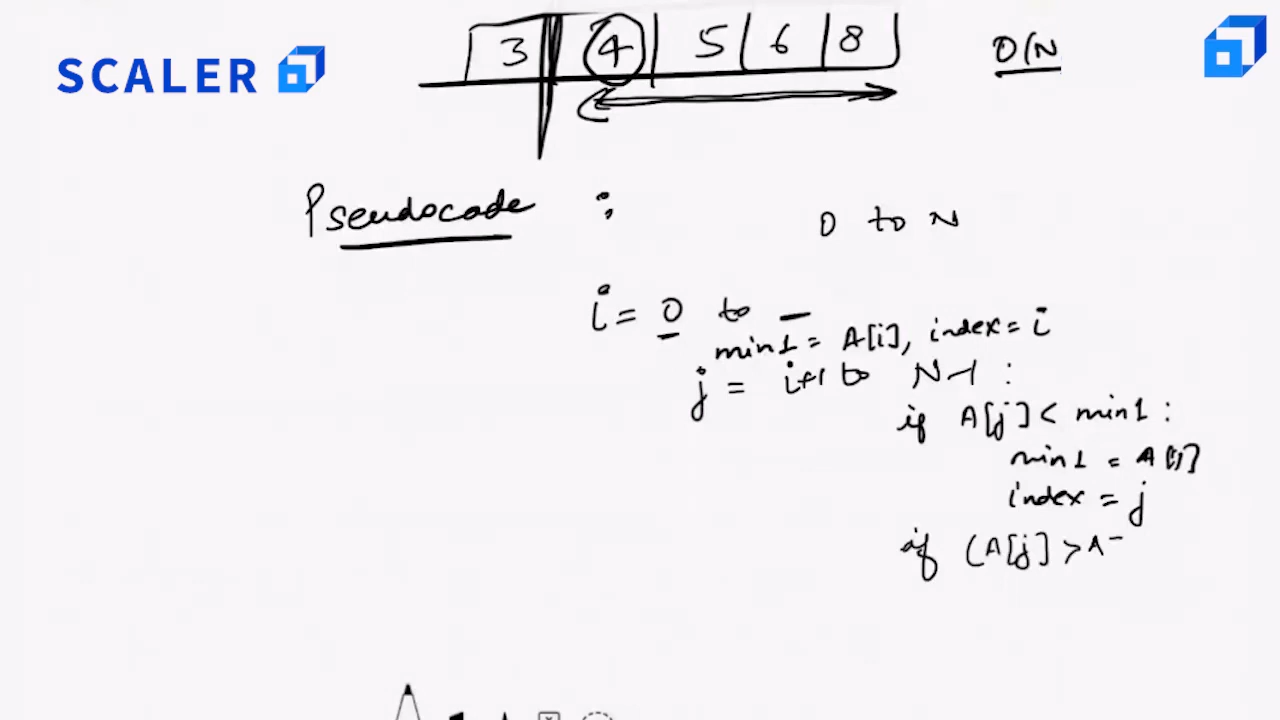 SCALER
3 4 5 6 8
O(N
Pseudocode :
0 to N
i = 0 to _
min1 = A[i], index = i
j = i+1 to N-1 :
if A[j] < min1 :
min1 = A[j]
index = j
if (A[j] > A